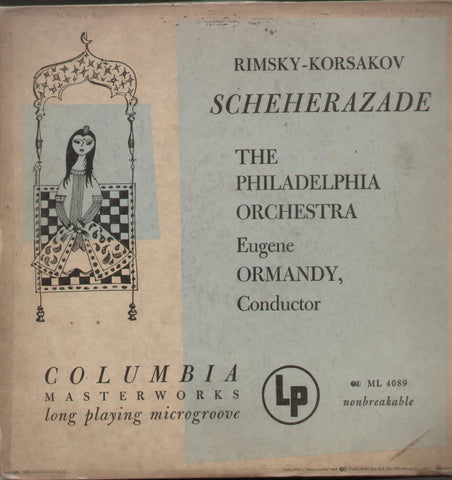 RIMSKY-KORSAKOV
SCHEHERAZADE
THE
PHILADELPHIA
ORCHESTRA
Eugene
ORMANDY,
Conductor
COLUMBIA
MASTERWORKS
long playing microgroove
LP
ML 4089
nonbreakable